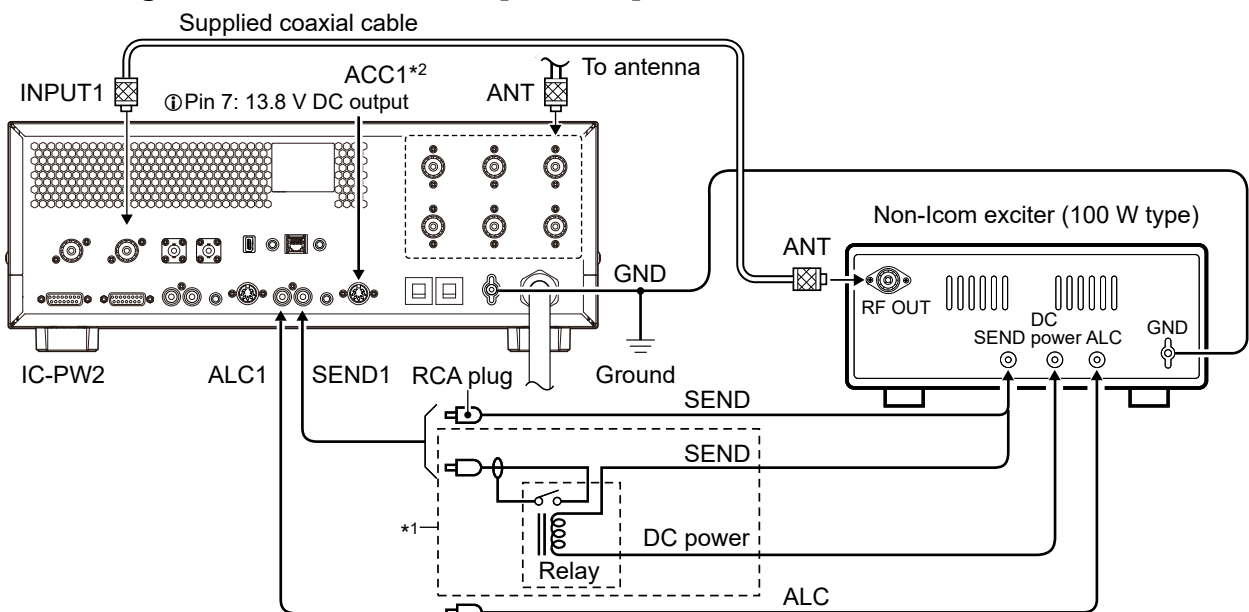 Supplied coaxial cable
INPUT1
ACC1*2
ⓘPin 7: 13.8 V DC output
ANT
To antenna
Non-Icom exciter (100 W type)
ANT
GND
RF OUT
DC
SEND power ALC
GND
IC-PW2
ALC1
SEND1
RCA plug
Ground
SEND
SEND
*1
DC power
Relay
ALC